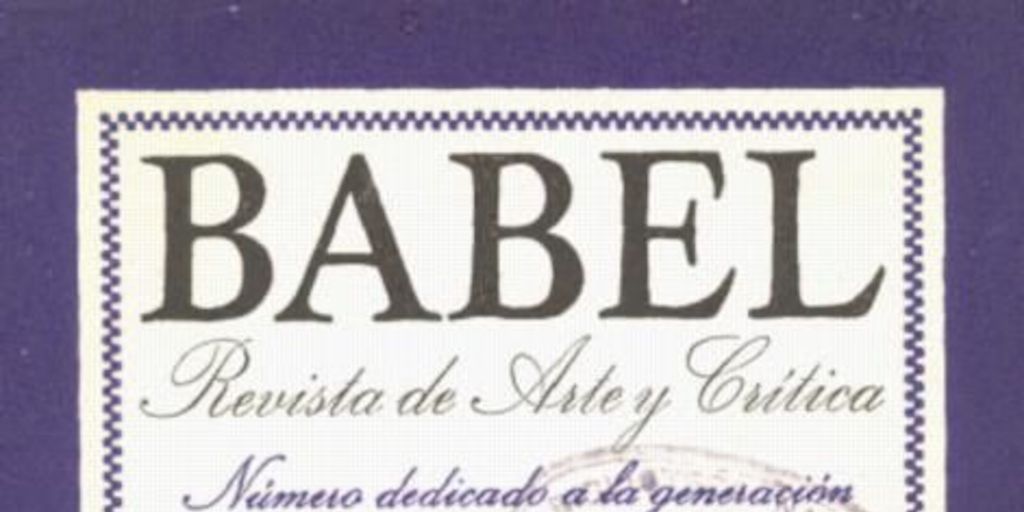 BABEL
Revista de Arte y Crítica
Número dedicado a la generación